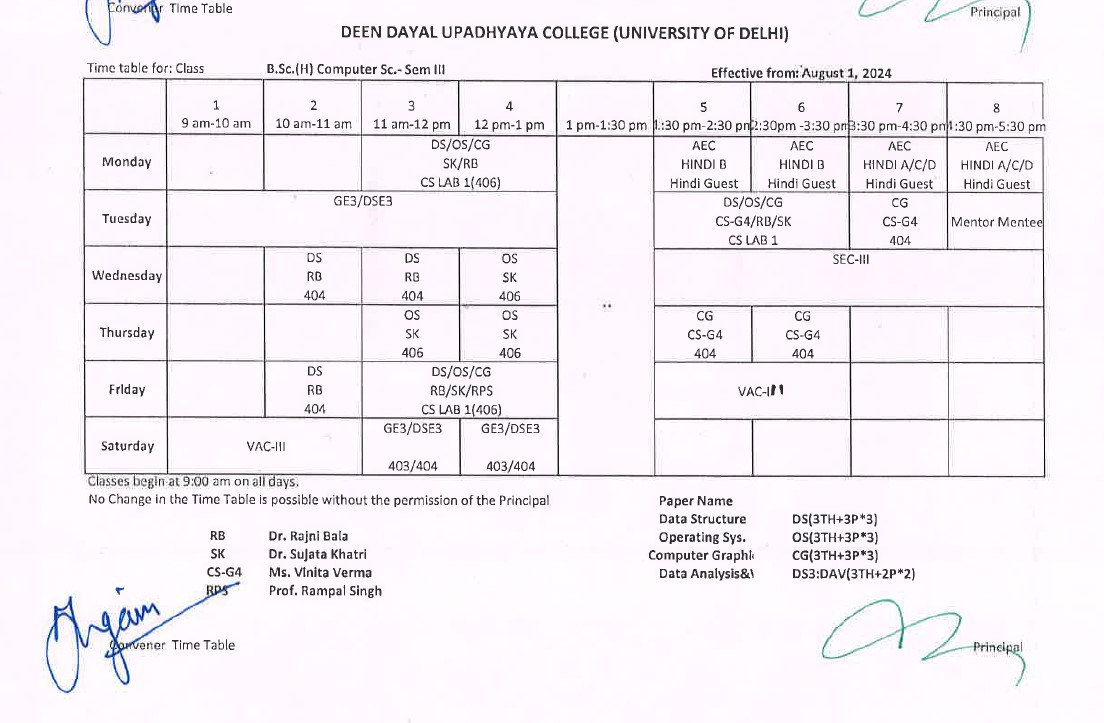 Convener Time Table Principal
DEEN DAYAL UPADHYAYA COLLEGE (UNIVERSITY OF DELHI)
Time table for: Class B.Sc.(H) Computer Sc.- Sem III Effective from: August 1, 2024
1 2 3 4 5 6 7 8
9 am-10 am 10 am-11 am 11 am-12 pm 12 pm-1 pm 1 pm-1:30 pm 1:30 pm-2:30 pm 2:30pm -3:30 pm 3:30 pm-4:30 pm 4:30 pm-5:30 pm
DS/OS/CG AEC AEC AEC AEC
Monday SK/RB HINDI B HINDI B HINDI A/C/D HINDI A/C/D
CS LAB 1(406) Hindi Guest Hindi Guest Hindi Guest Hindi Guest
GE3/DSE3 DS/OS/CG CG
Tuesday CS-G4/RB/SK CS-G4 Mentor Mentee
CS LAB 1 404
DS DS OS SEC-III
Wednesday RB RB SK
404 404 406
OS OS CG CG
Thursday SK SK CS-G4 CS-G4
406 406 404 404
DS DS/OS/CG
Friday RB RB/SK/RPS VAC-III
404 CS LAB 1(406)
GE3/DSE3 GE3/DSE3
Saturday VAC-III
403/404 403/404
Classes begin at 9:00 am on all days.
No Change in the Time Table is possible without the permission of the Principal Paper Name
Data Structure DS(3TH+3P*3)
RB Dr. Rajni Bala Operating Sys. OS(3TH+3P*3)
SK Dr. Sujata Khatri Computer Graphi CG(3TH+3P*3)
CS-G4 Ms. Vinita Verma Data Analysis&V DS3:DAV(3TH+2P*2)
RPS Prof. Rampal Singh
Convener Time Table Principal